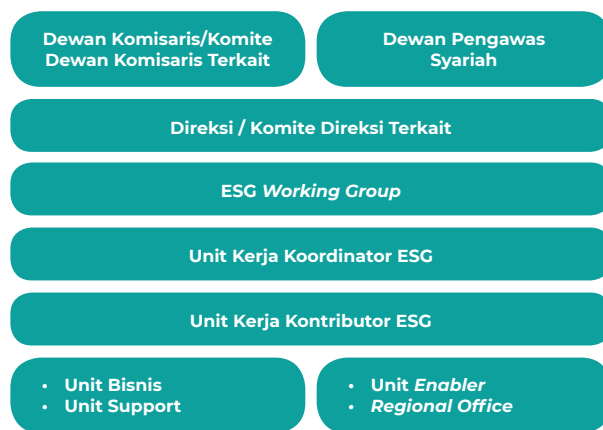 Dewan Komisaris/Komite
Dewan Komisaris Terkait
Dewan Pengawas
Syariah
Direksi / Komite Direksi Terkait
ESG Working Group
Unit Kerja Koordinator ESG
Unit Kerja Kontributor ESG
• Unit Bisnis
• Unit Support
• Unit Enabler
• Regional Office